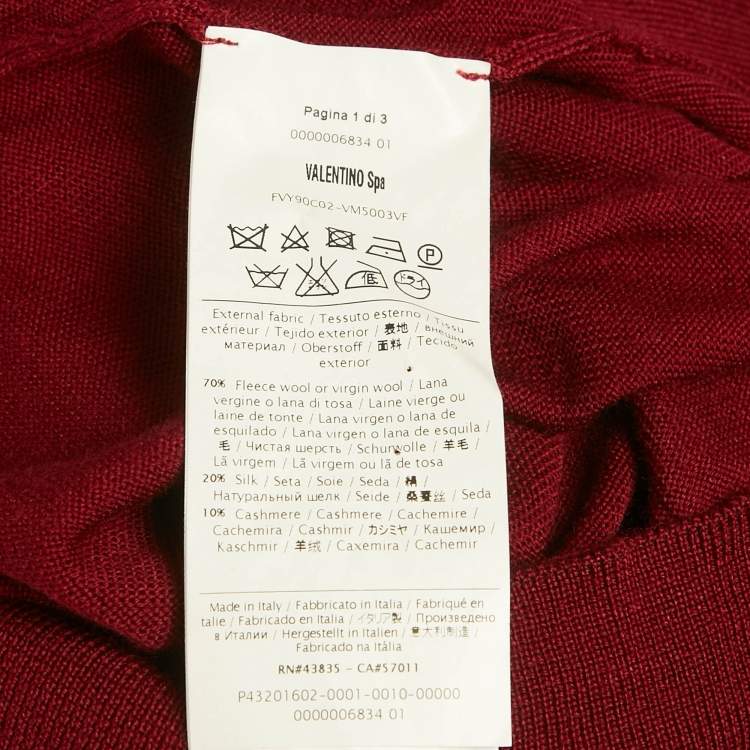 Pagina 1 di 3
0000006834 01
VALENTINO Spa
FVY90C02-VM5003VF
P
低
ドライ
External fabric / Tessuto esterno / Tissu
extérieur / Tejido exterior / 表地 / Внешний
материал / Oberstoff / 面料 / Tecido
exterior
70% Fleece wool or virgin wool / Lana
vergine o lana di tosa / Laine vierge ou
laine de tonte / Lana virgen o lana de
esquilado / Lana virgen o lana de esquila /
毛 / Чистая шерсть / Schurwolle / 羊毛 /
Lã virgem / Lã virgem ou lã de tosa
20% Silk / Seta / Soie / Seda / 絹 /
Натуральный шелк / Seide / 桑蚕丝 / Seda
10% Cashmere / Cashmere / Cachemire /
Cachemira / Cashmir / カシミヤ / Кашемир /
Kaschmir / 羊绒 / Caxemira / Cachemir
Made in Italy / Fabbricato in Italia / Fabriqué en
talie / Fabricado en Italia / イタリア製 / Произведено
в Италии / Hergestellt in Italien / 意大利制造 /
Fabricado na Itália
RN#43835 – CA#57011
P43201602-0001-0010-00000
0000006834 01